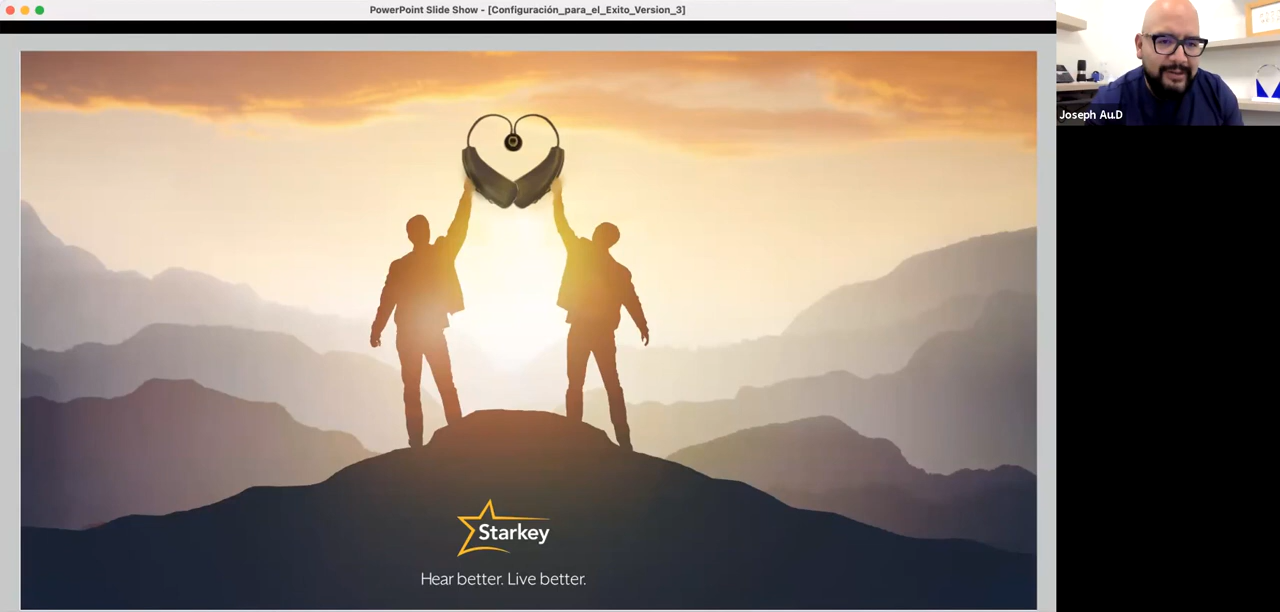 PowerPoint Slide Show - [Configuración_para_el_Exito_Version_3]
Joseph Au.D
Starkey
Hear better. Live better.